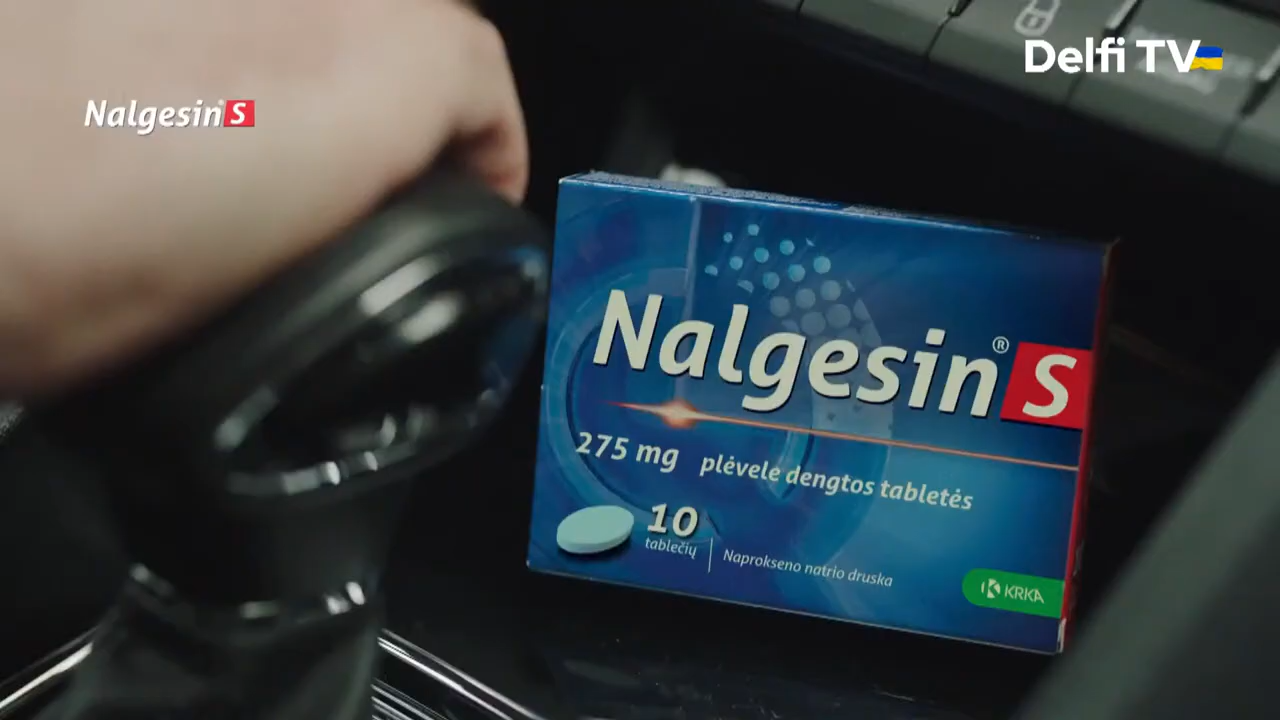 Delfi TV
Nalgesin® S
Nalgesin® S
275 mg plėvele dengtos tabletės
10
tablečių
Naprokseno natrio druska
KRKA